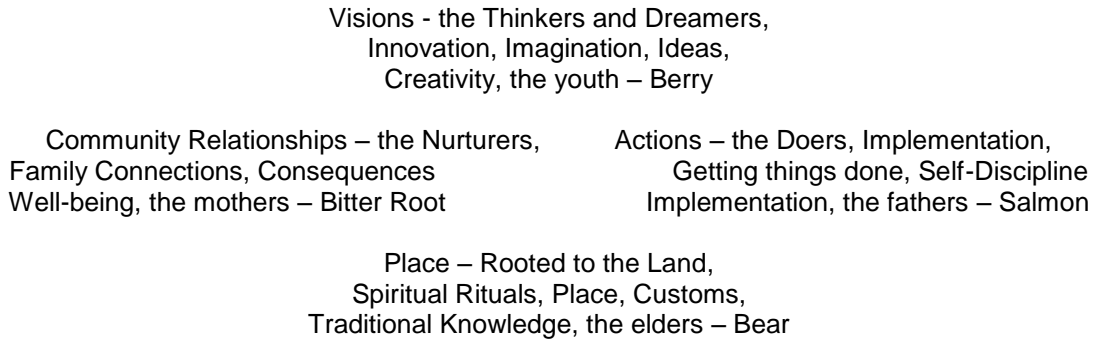 Visions - the Thinkers and Dreamers,
Innovation, Imagination, Ideas,
Creativity, the youth – Berry
Community Relationships – the Nurturers,
Family Connections, Consequences
Well-being, the mothers – Bitter Root
Actions – the Doers, Implementation,
Getting things done, Self-Discipline
Implementation, the fathers – Salmon
Place – Rooted to the Land,
Spiritual Rituals, Place, Customs,
Traditional Knowledge, the elders – Bear